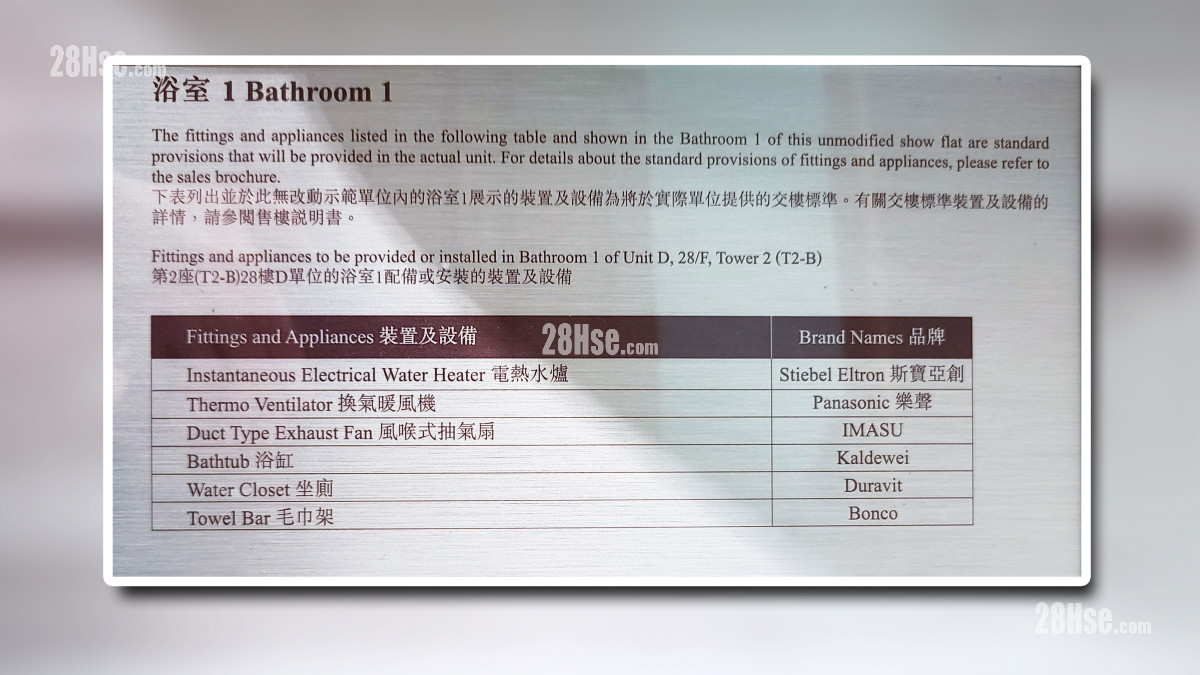 28Hse.com
浴室 1 Bathroom 1
The fittings and appliances listed in the following table and shown in the Bathroom 1 of this unmodified show flat are standard
provisions that will be provided in the actual unit. For details about the standard provisions of fittings and appliances, please refer to
the sales brochure.
下表列出並於此無改動示範單位內的浴室1展示的裝置及設備為將於實際單位提供的交樓標準。有關交樓標準裝置及設備的
詳情，請參閱售樓説明書。
Fittings and appliances to be provided or installed in Bathroom 1 of Unit D, 28/F, Tower 2 (T2-B)
第2座(T2-B)28樓D單位的浴室1配備或安裝的裝置及設備
Fittings and Appliances 裝置及設備 28Hse.com Brand Names 品牌
Instantaneous Electrical Water Heater 電熱水爐 Stiebel Eltron 斯寶亞創
Thermo Ventilator 換氣暖風機 Panasonic 樂聲
Duct Type Exhaust Fan 風喉式抽氣扇 IMASU
Bathtub 浴缸 Kaldewei
Water Closet 坐廁 Duravit
Towel Bar 毛巾架 Bonco
28Hse.com